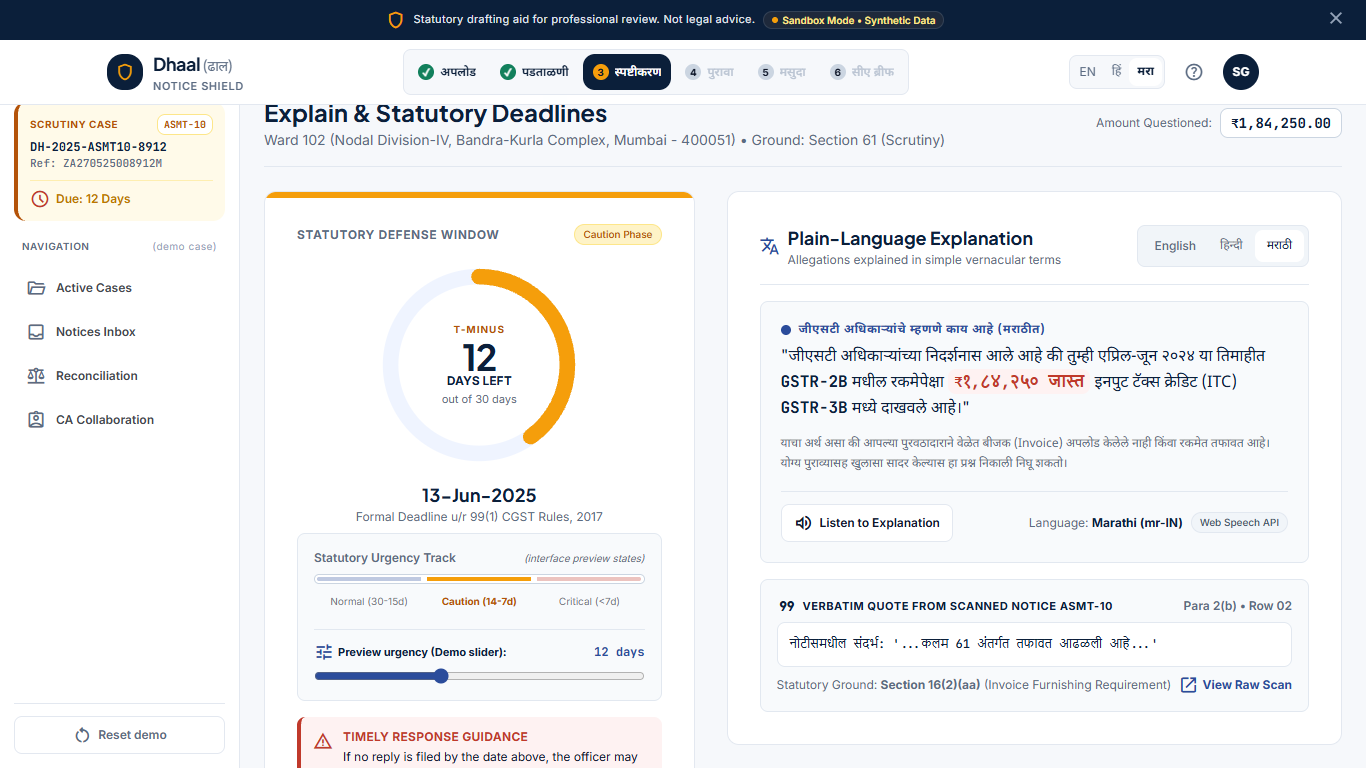 Statutory drafting aid for professional review. Not legal advice. Sandbox Mode • Synthetic Data
Dhaal (ढाल)
NOTICE SHIELD
अपलोड
पडताळणी
3 स्पष्टीकरण
4 पुरावा
5 मसुदा
6 सीए ब्रीफ
EN हिं मरा
SG
SCRUTINY CASE ASMT-10
DH-2025-ASMT10-8912
Ref: ZA270525008912M
Due: 12 Days
NAVIGATION (demo case)
Active Cases
Notices Inbox
Reconciliation
CA Collaboration
Reset demo
Explain & Statutory Deadlines
Ward 102 (Nodal Division-IV, Bandra-Kurla Complex, Mumbai - 400051) • Ground: Section 61 (Scrutiny)
Amount Questioned: ₹1,84,250.00
STATUTORY DEFENSE WINDOW Caution Phase
T-MINUS
12
DAYS LEFT
out of 30 days
13-Jun-2025
Formal Deadline u/r 99(1) CGST Rules, 2017
Statutory Urgency Track (interface preview states)
Normal (30-15d) Caution (14-7d) Critical (<7d)
Preview urgency (Demo slider): 12 days
TIMELY RESPONSE GUIDANCE
If no reply is filed by the date above, the officer may
Plain-Language Explanation
Allegations explained in simple vernacular terms
English हिन्दी मराठी
जीएसटी अधिकाऱ्यांचे म्हणणे काय आहे (मराठीत)
"जीएसटी अधिकाऱ्यांच्या निदर्शनास आले आहे की तुम्ही एप्रिल-जून २०२४ या तिमाहीत
GSTR-2B मधील रकमेपेक्षा ₹१,८४,२५० जास्त इनपुट टॅक्स क्रेडिट (ITC)
GSTR-3B मध्ये दाखवले आहे।"
याचा अर्थ असा की आपल्या पुरवठादाराने वेळेत बीजक (Invoice) अपलोड केलेले नाही किंवा रकमेत तफावत आहे।
योग्य पुराव्यासह खुलासा सादर केल्यास हा प्रश्न निकाली निघू शकतो।
Listen to Explanation
Language: Marathi (mr-IN) Web Speech API
VERBATIM QUOTE FROM SCANNED NOTICE ASMT-10 Para 2(b) • Row 02
नोटीसमधील संदर्भ: '...कलम 61 अंतर्गत तफावत आढळली आहे...'
Statutory Ground: Section 16(2)(aa) (Invoice Furnishing Requirement) View Raw Scan